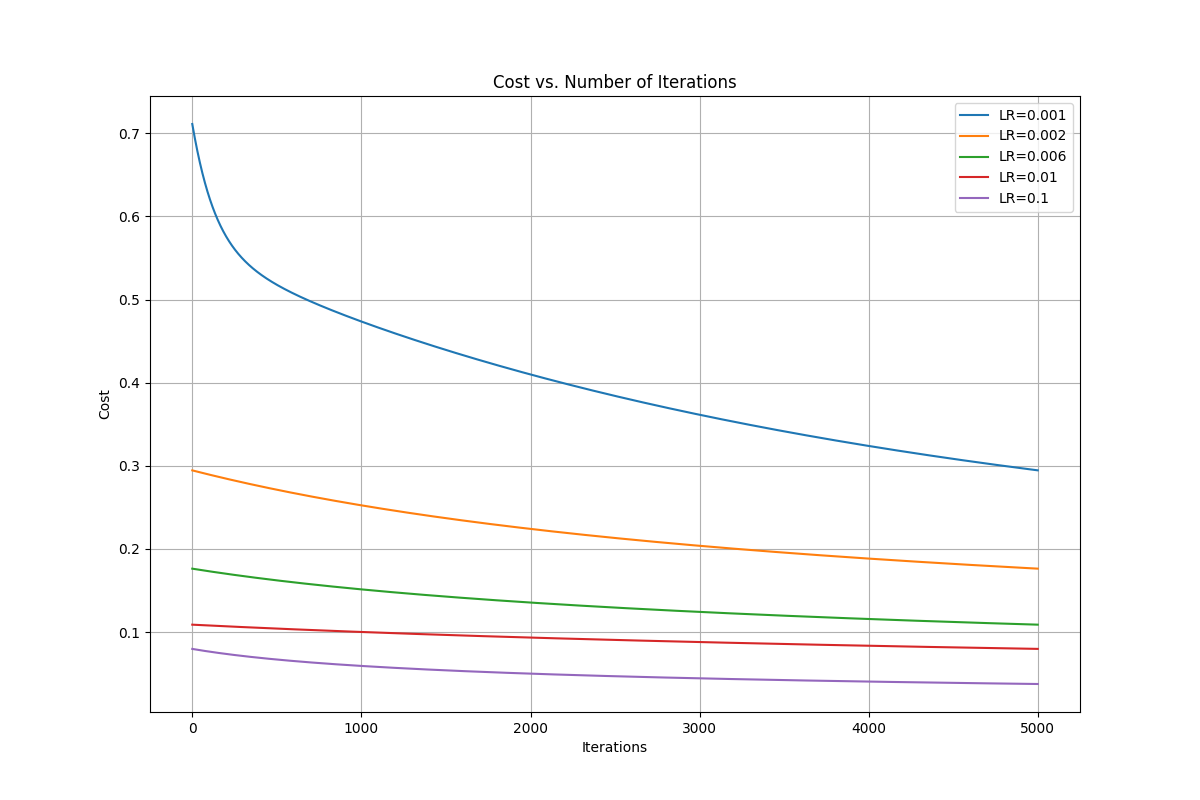 Cost vs. Number of Iterations
LR=0.001
LR=0.002
LR=0.006
LR=0.01
LR=0.1
Cost
0.7
0.6
0.5
0.4
0.3
0.2
0.1
0 1000 2000 3000 4000 5000
Iterations